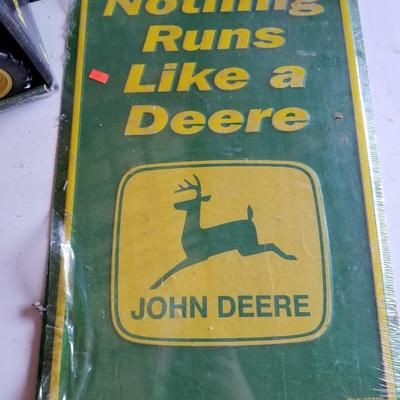 Nothing
Runs
Like a
Deere
JOHN DEERE